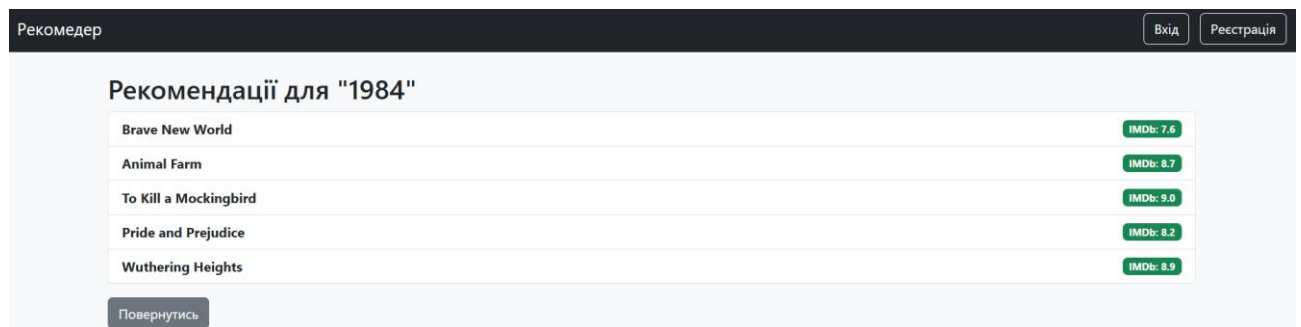 Рекомедер Вхід Реєстрація
Рекомендації для "1984"
Brave New World IMDb: 7.6
Animal Farm IMDb: 8.7
To Kill a Mockingbird IMDb: 9.0
Pride and Prejudice IMDb: 8.2
Wuthering Heights IMDb: 8.9
Повернутись